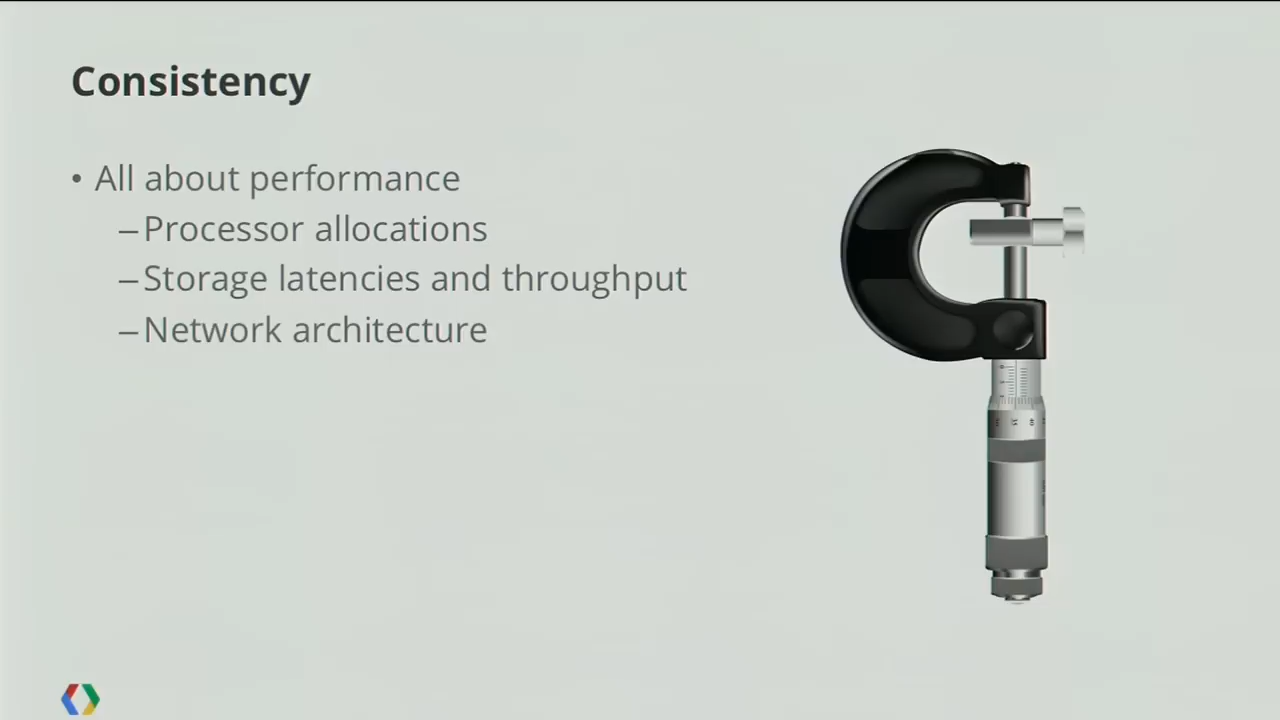 Consistency
• All about performance
– Processor allocations
– Storage latencies and throughput
– Network architecture